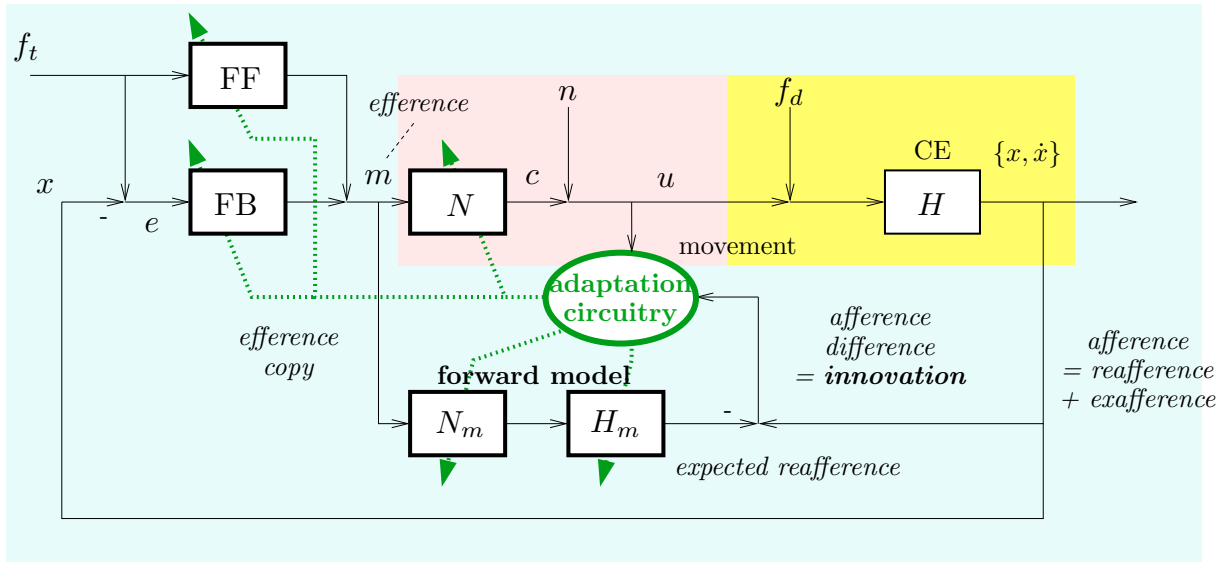 f_t
FF
efference
n
f_d
CE
{x, ẋ}
x
-
e
FB
m
N
c
u
H
movement
adaptation
circuitry
efference
copy
afference
difference
= innovation
afference
= reafference
+ exafference
forward model
N_m
H_m
-
expected reafference